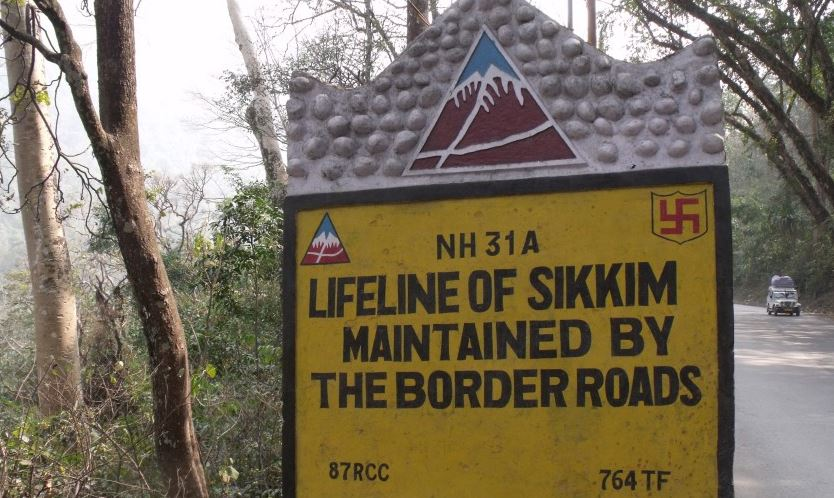 NH 31A
LIFELINE OF SIKKIM
MAINTAINED BY
THE BORDER ROADS
87RCC 764 TF